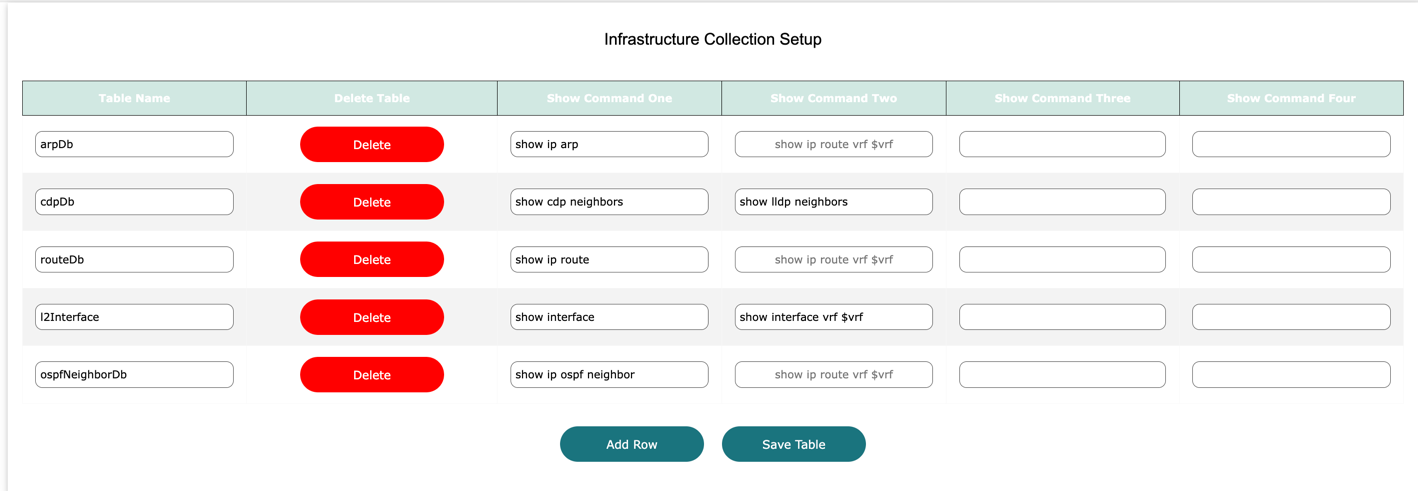 Infrastructure Collection Setup
Table Name Delete Table Show Command One Show Command Two Show Command Three Show Command Four
arpDb Delete show ip arp show ip route vrf $vrf
cdpDb Delete show cdp neighbors show lldp neighbors
routeDb Delete show ip route show ip route vrf $vrf
l2Interface Delete show interface show interface vrf $vrf
ospfNeighborDb Delete show ip ospf neighbor show ip route vrf $vrf
Add Row Save Table